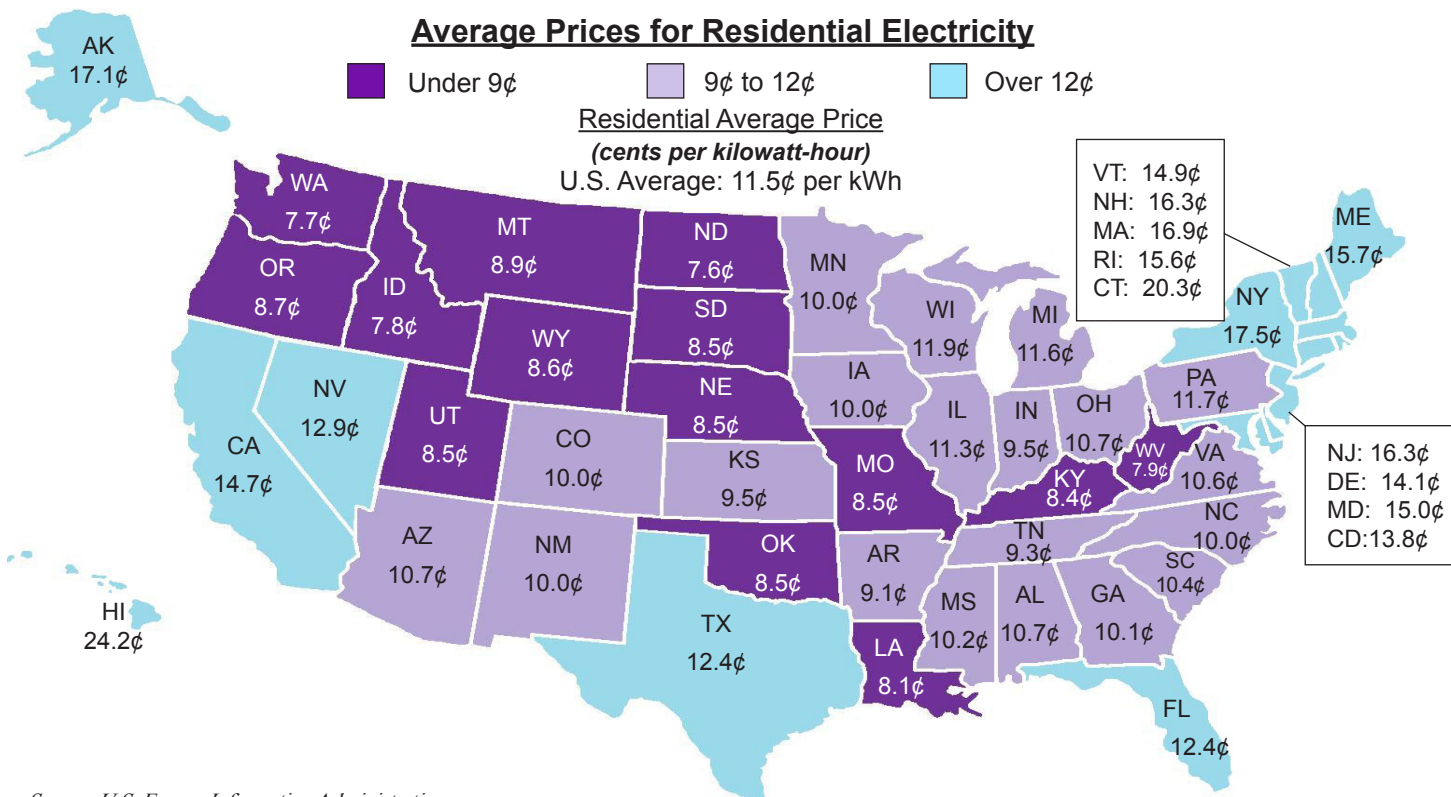 Average Prices for Residential Electricity
Under 9¢
9¢ to 12¢
Over 12¢
Residential Average Price
(cents per kilowatt-hour)
U.S. Average: 11.5¢ per kWh
AK
17.1¢
WA
7.7¢
OR
8.7¢
ID
7.8¢
MT
8.9¢
ND
7.6¢
SD
8.5¢
WY
8.6¢
NE
8.5¢
MN
10.0¢
WI
11.9¢
MI
11.6¢
VT: 14.9¢
NH: 16.3¢
MA: 16.9¢
RI: 15.6¢
CT: 20.3¢
ME
15.7¢
NY
17.5¢
PA
11.7¢
CA
14.7¢
NV
12.9¢
UT
8.5¢
CO
10.0¢
KS
9.5¢
IA
10.0¢
MO
8.5¢
IL
11.3¢
IN
9.5¢
OH
10.7¢
WV
7.9¢
VA
10.6¢
KY
8.4¢
NJ: 16.3¢
DE: 14.1¢
MD: 15.0¢
CD:13.8¢
AZ
10.7¢
NM
10.0¢
OK
8.5¢
AR
9.1¢
TN
9.3¢
NC
10.0¢
SC
10.4¢
MS
10.2¢
AL
10.7¢
GA
10.1¢
HI
24.2¢
TX
12.4¢
LA
8.1¢
FL
12.4¢